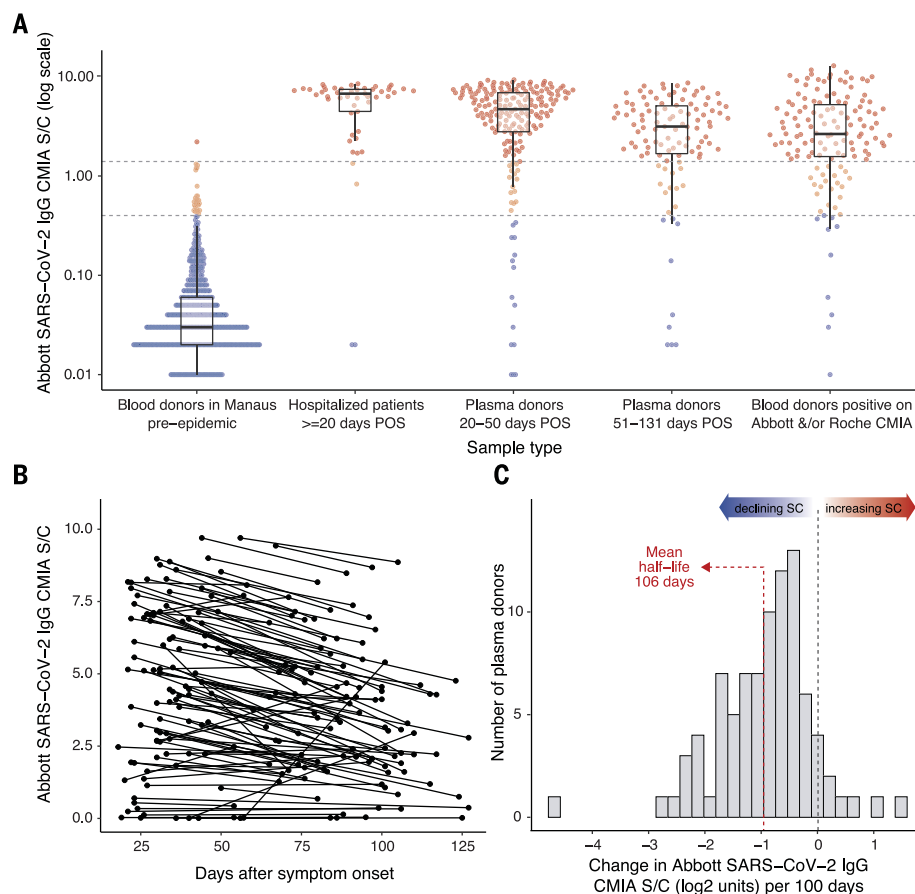 A
Abbott SARS-CoV-2 IgG CMIA S/C (log scale)
10.00
1.00
0.10
0.01
Blood donors in Manaus
pre−epidemic
Hospitalized patients
>=20 days POS
Plasma donors
20−50 days POS
Plasma donors
51−131 days POS
Blood donors positive on
Abbott &/or Roche CMIA
Sample type
B
Abbott SARS−CoV−2 IgG CMIA S/C
10.0
7.5
5.0
2.5
0.0
25
50
75
100
125
Days after symptom onset
C
declining SC
increasing SC
Mean
half−life
106 days
Number of plasma donors
10
5
0
−4
−3
−2
−1
0
1
Change in Abbott SARS−CoV−2 IgG
CMIA S/C (log2 units) per 100 days